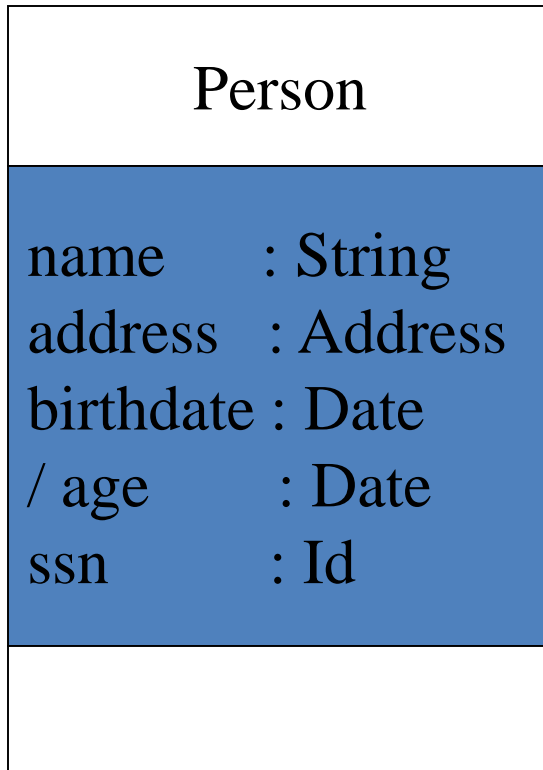 Person
name : String
address : Address
birthdate : Date
/ age : Date
ssn : Id